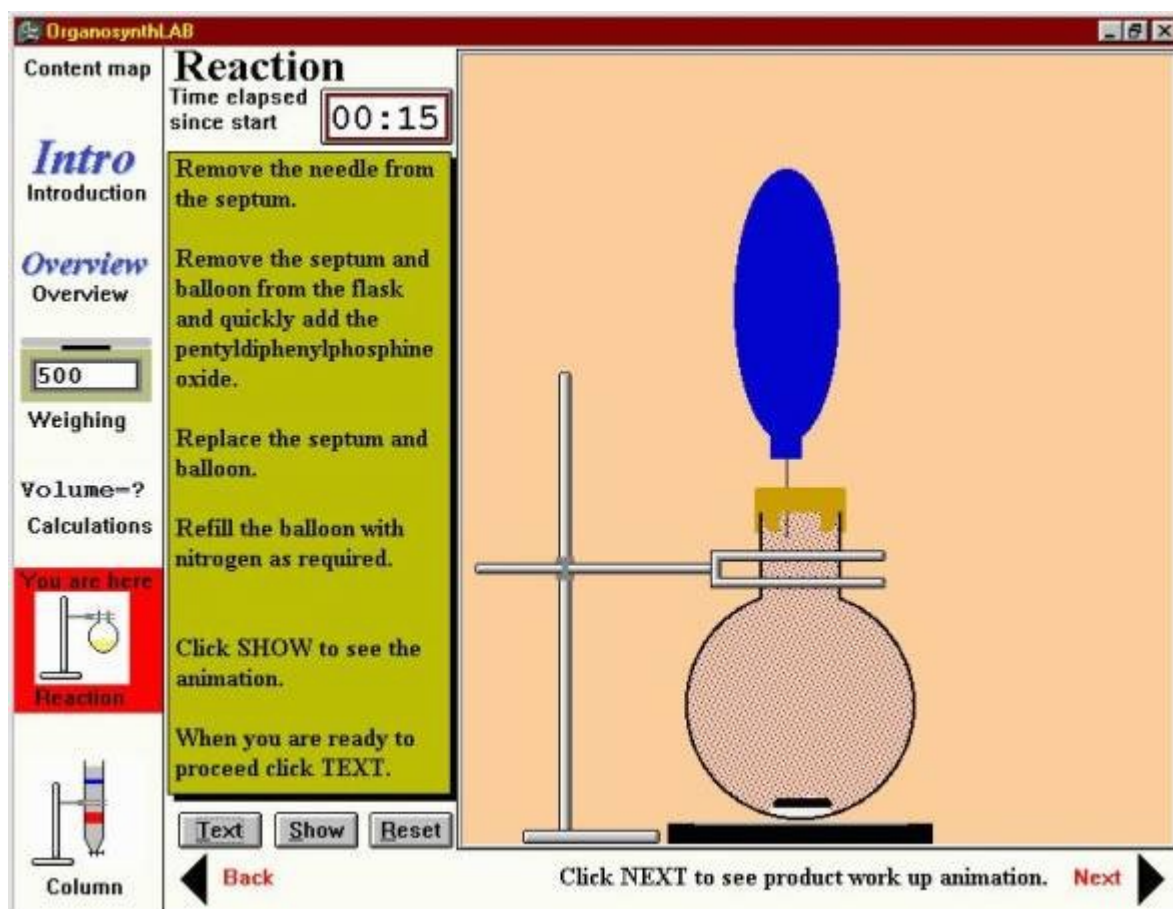 OrganosynthLAB
Content map
Intro
Introduction
Overview
Overview
500
Weighing
Volume=?
Calculations
You are here
Reaction
Column
Reaction
Time elapsed
since start
00:15
Remove the needle from
the septum.
Remove the septum and
balloon from the flask
and quickly add the
pentyldiphenylphosphine
oxide.
Replace the septum and
balloon.
Refill the balloon with
nitrogen as required.
Click SHOW to see the
animation.
When you are ready to
proceed click TEXT.
Text Show Reset
Back
Click NEXT to see product work up animation. Next